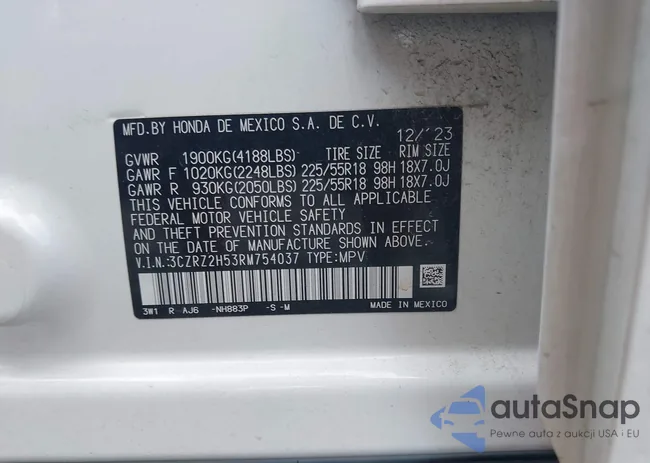 MFD.BY HONDA DE MEXICO S.A. DE C.V.
12/'23
GVWR 1900KG(4188LBS) TIRE SIZE RIM SIZE
GAWR F 1020KG(2248LBS) 225/55R18 98H 18X7.0J
GAWR R 930KG(2050LBS) 225/55R18 98H 18X7.0J
THIS VEHICLE CONFORMS TO ALL APPLICABLE
FEDERAL MOTOR VEHICLE SAFETY
AND THEFT PREVENTION STANDARDS IN EFFECT
ON THE DATE OF MANUFACTURE SHOWN ABOVE.
V.I.N.:3CZRZ2H53RM754037 TYPE:MPV
3W1 R AJ6 -NH883P -S -M
MADE IN MEXICO
autoSnap
Pewne auta z aukcji USA i EU